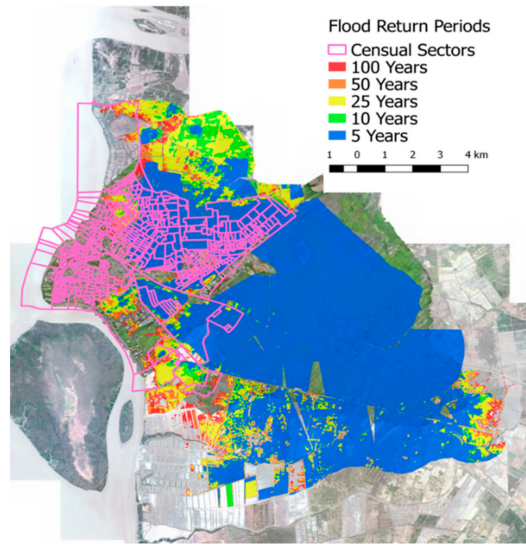 Flood Return Periods
Censual Sectors
100 Years
50 Years
25 Years
10 Years
5 Years
1 0 1 2 3 4 km